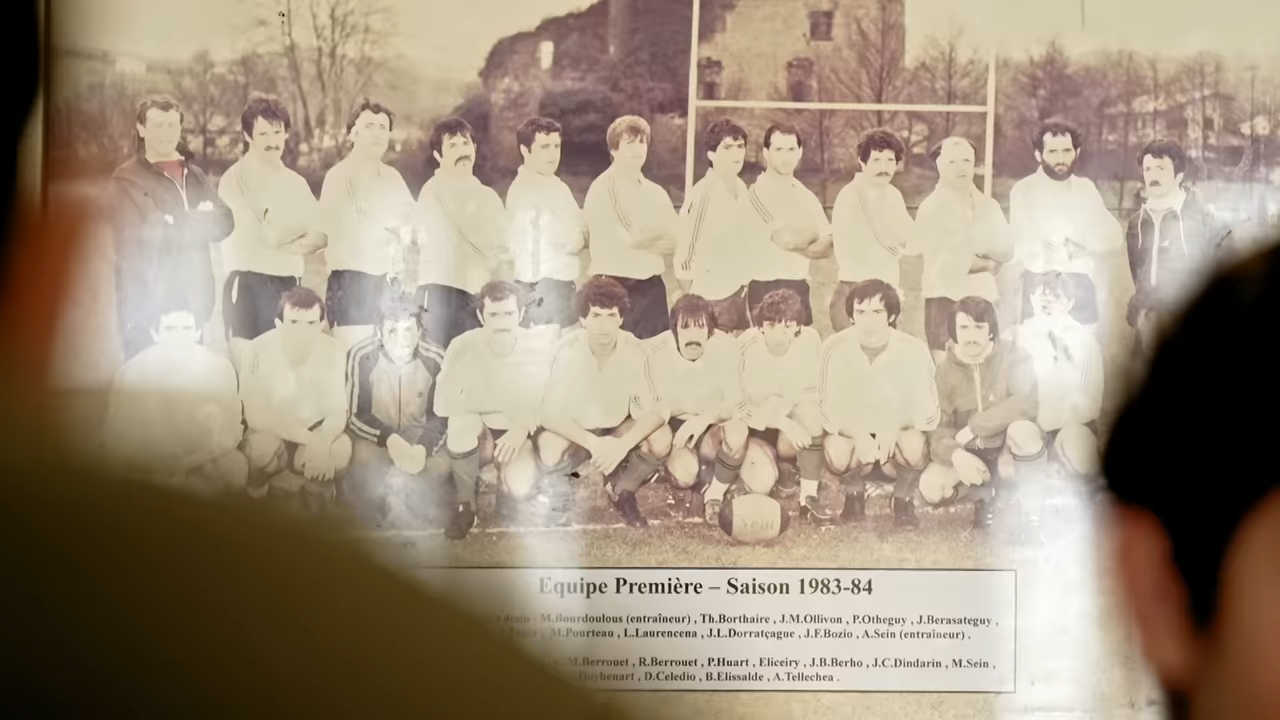 Equipe Première – Saison 1983-84
M.Bourdoulous (entraîneur) , Th.Borthaire , J.M.Ollivon , P.Otheguy , J.Berasateguy ,
M.Pourteau , L.Laurencena , J.L.Dorratçague , J.F.Bozio , A.Sein (entraîneur) .
M.Berrouet , R.Berrouet , P.Huart , Eliceiry , J.B.Berho , J.C.Dindarin , M.Sein ,
D.Celedio , B.Elissalde , A.Tellechea .